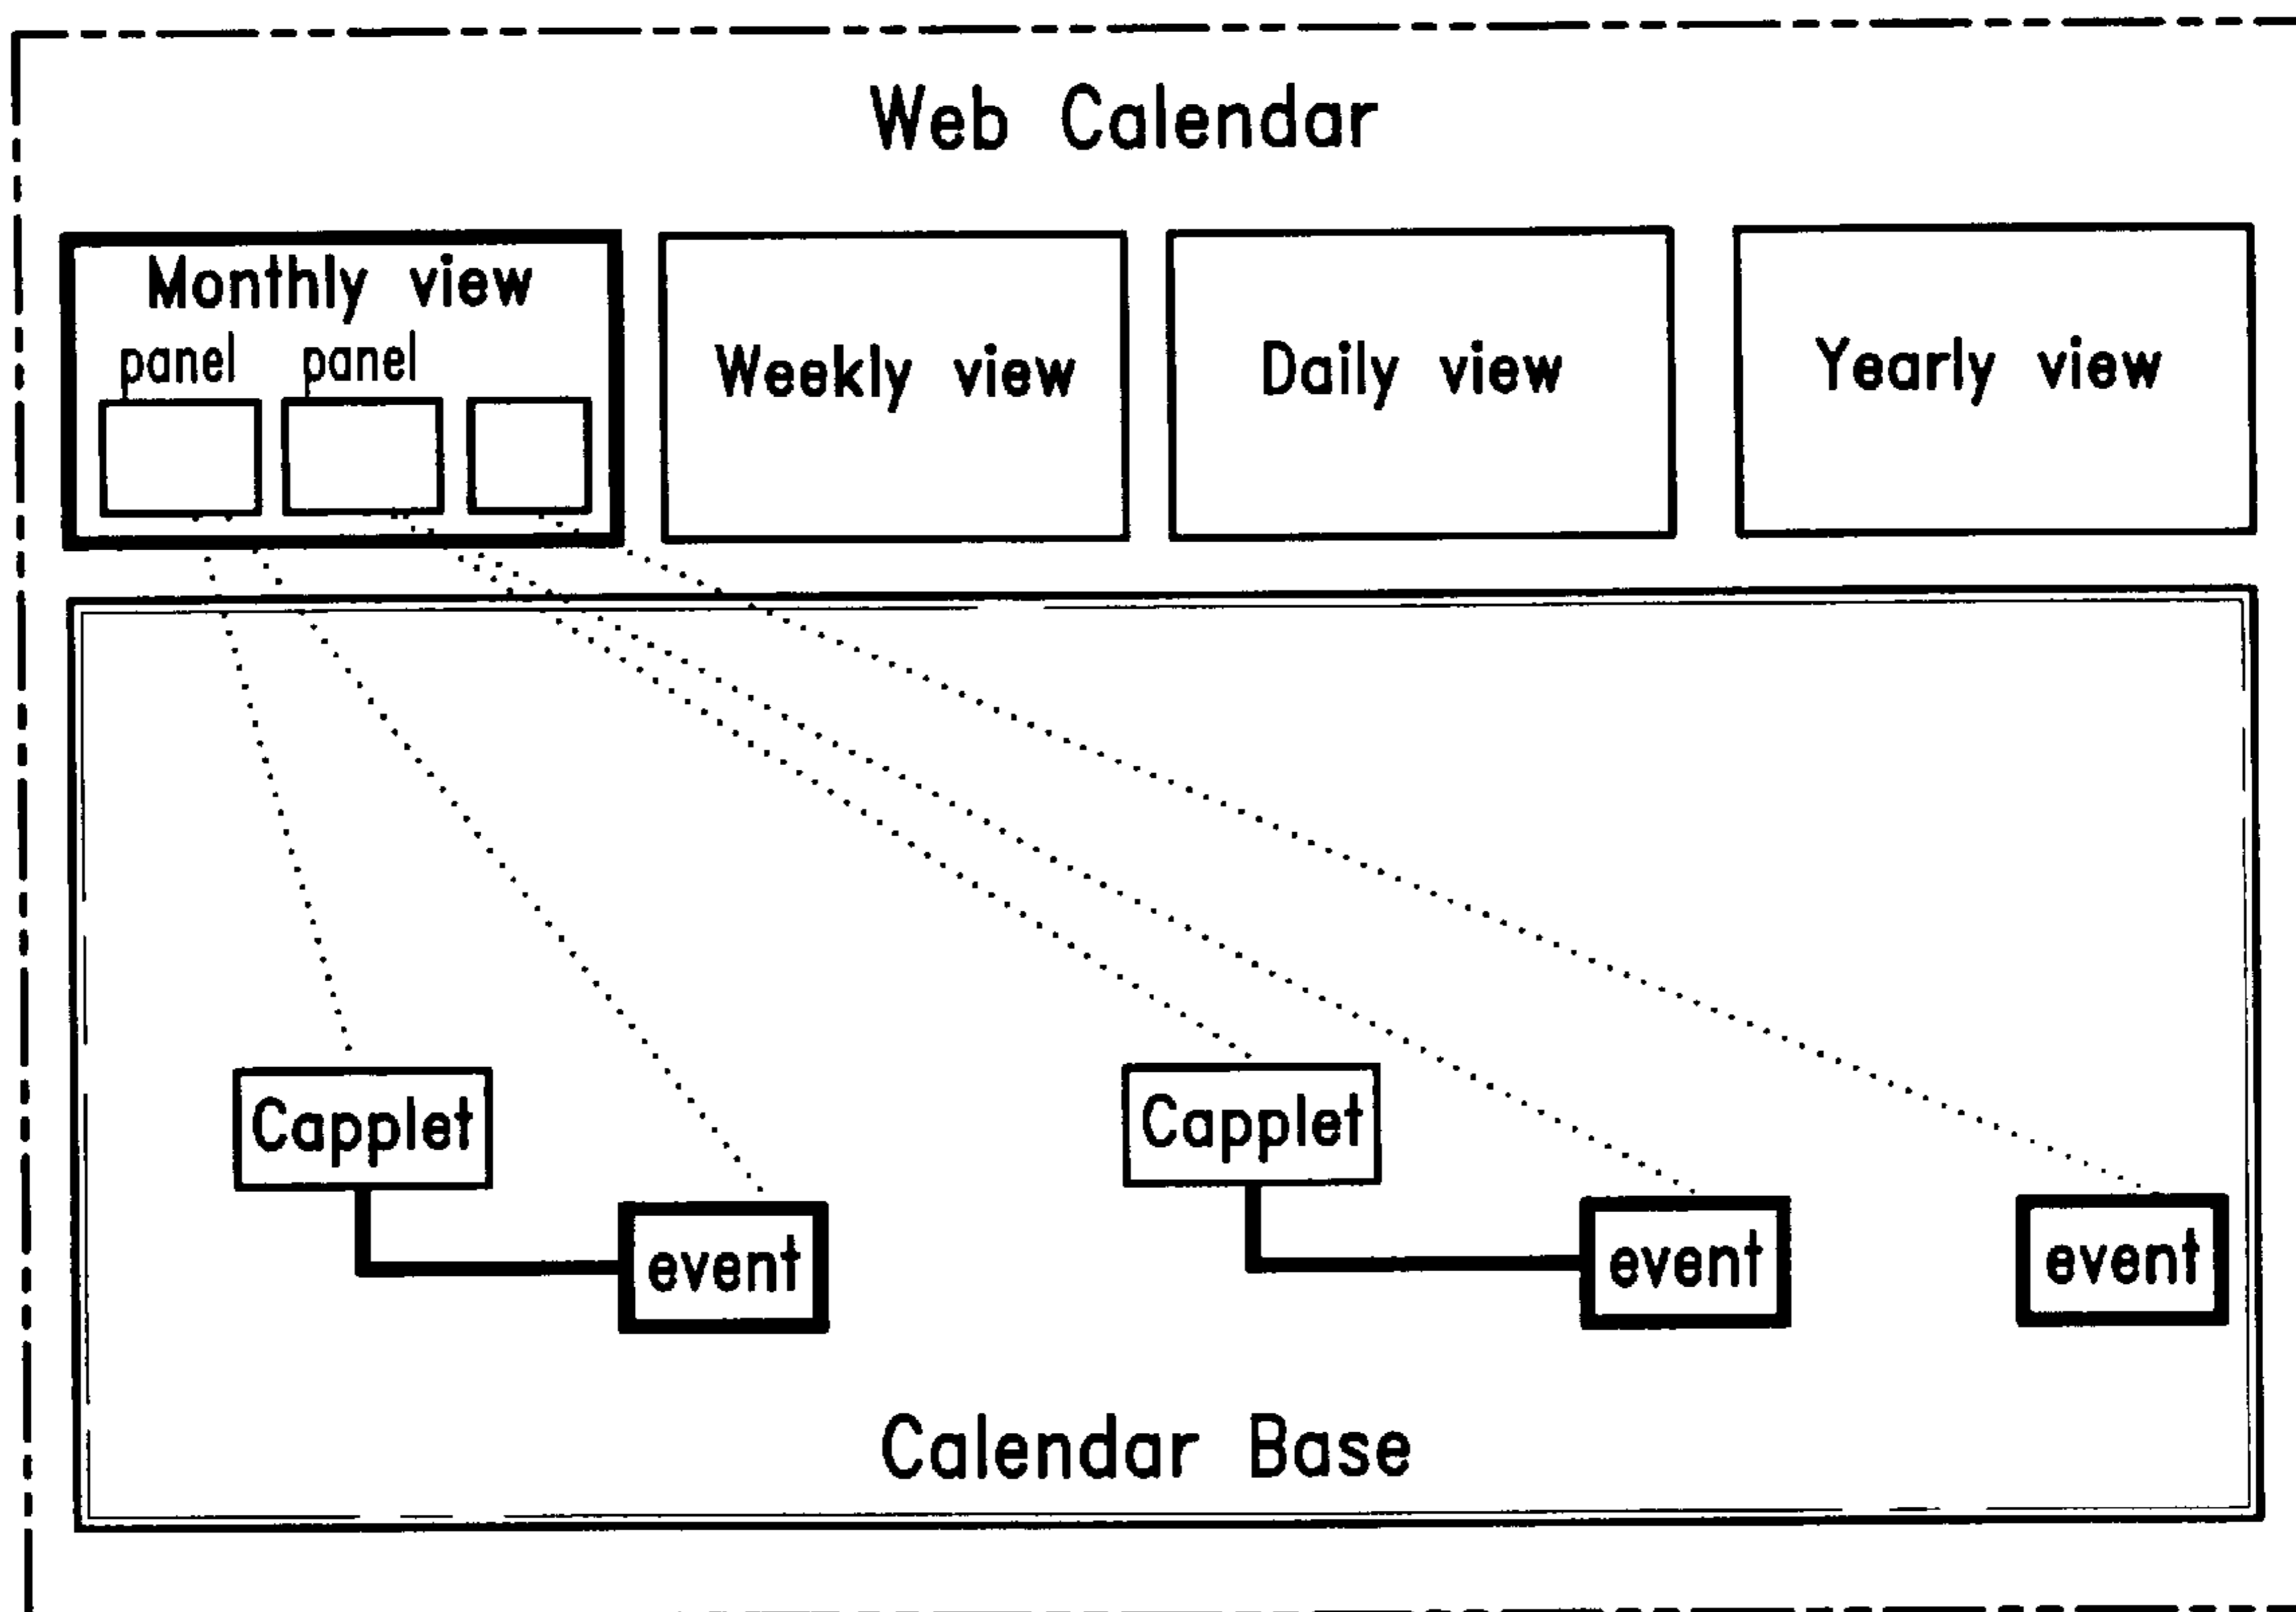 Web Calendar
Monthly view
panel panel
Weekly view
Daily view
Yearly view
Capplet
event
Capplet
event
event
Calendar Base